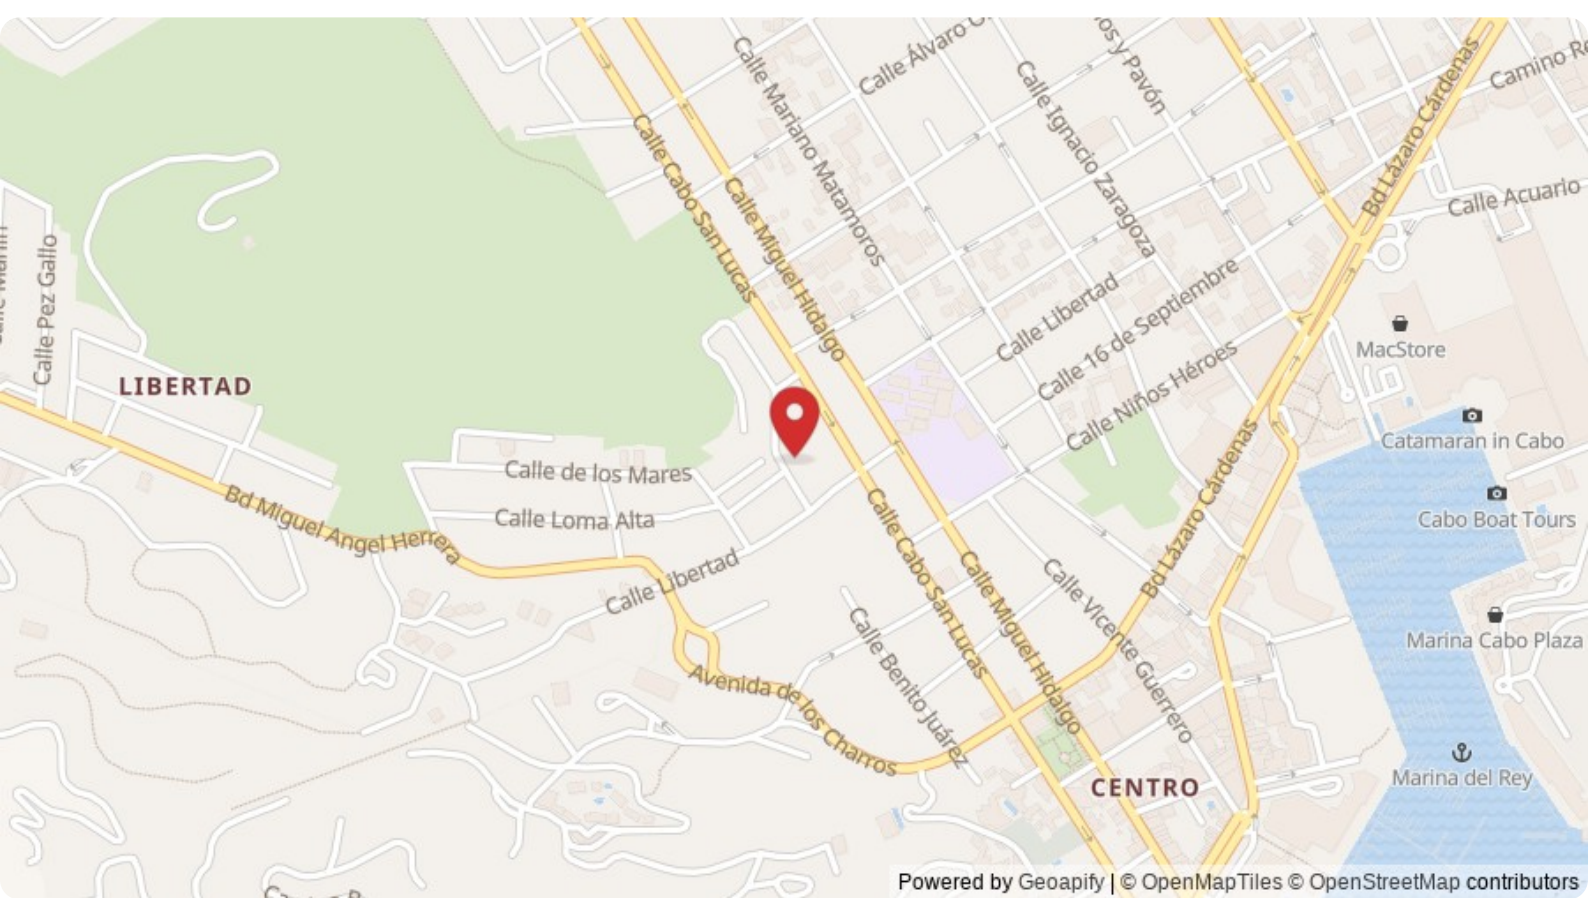 Calle Álvaro O
os y Pavón
Camino Re
Calle Mariano Matamoros
Calle Ignacio Zaragoza
Bd Lázaro Cárdenas
Calle Cabo San Lucas
Calle Miguel Hidalgo
Calle Acuario
Calle Pez Gallo
Calle Libertad
Calle 16 de Septiembre
Calle Niños Héroes
MacStore
LIBERTAD
Catamaran in Cabo
Calle de los Mares
Calle Loma Alta
Bd Miguel Angel Herrera
Cabo Boat Tours
Calle Cabo San Lucas
Bd Lázaro Cárdenas
Calle Libertad
Calle Miguel Hidalgo
Calle Vicente Guerrero
Calle Benito Juárez
Marina Cabo Plaza
Avenida de los Charros
CENTRO
Marina del Rey
Powered by Geoapify | © OpenMapTiles © OpenStreetMap contributors